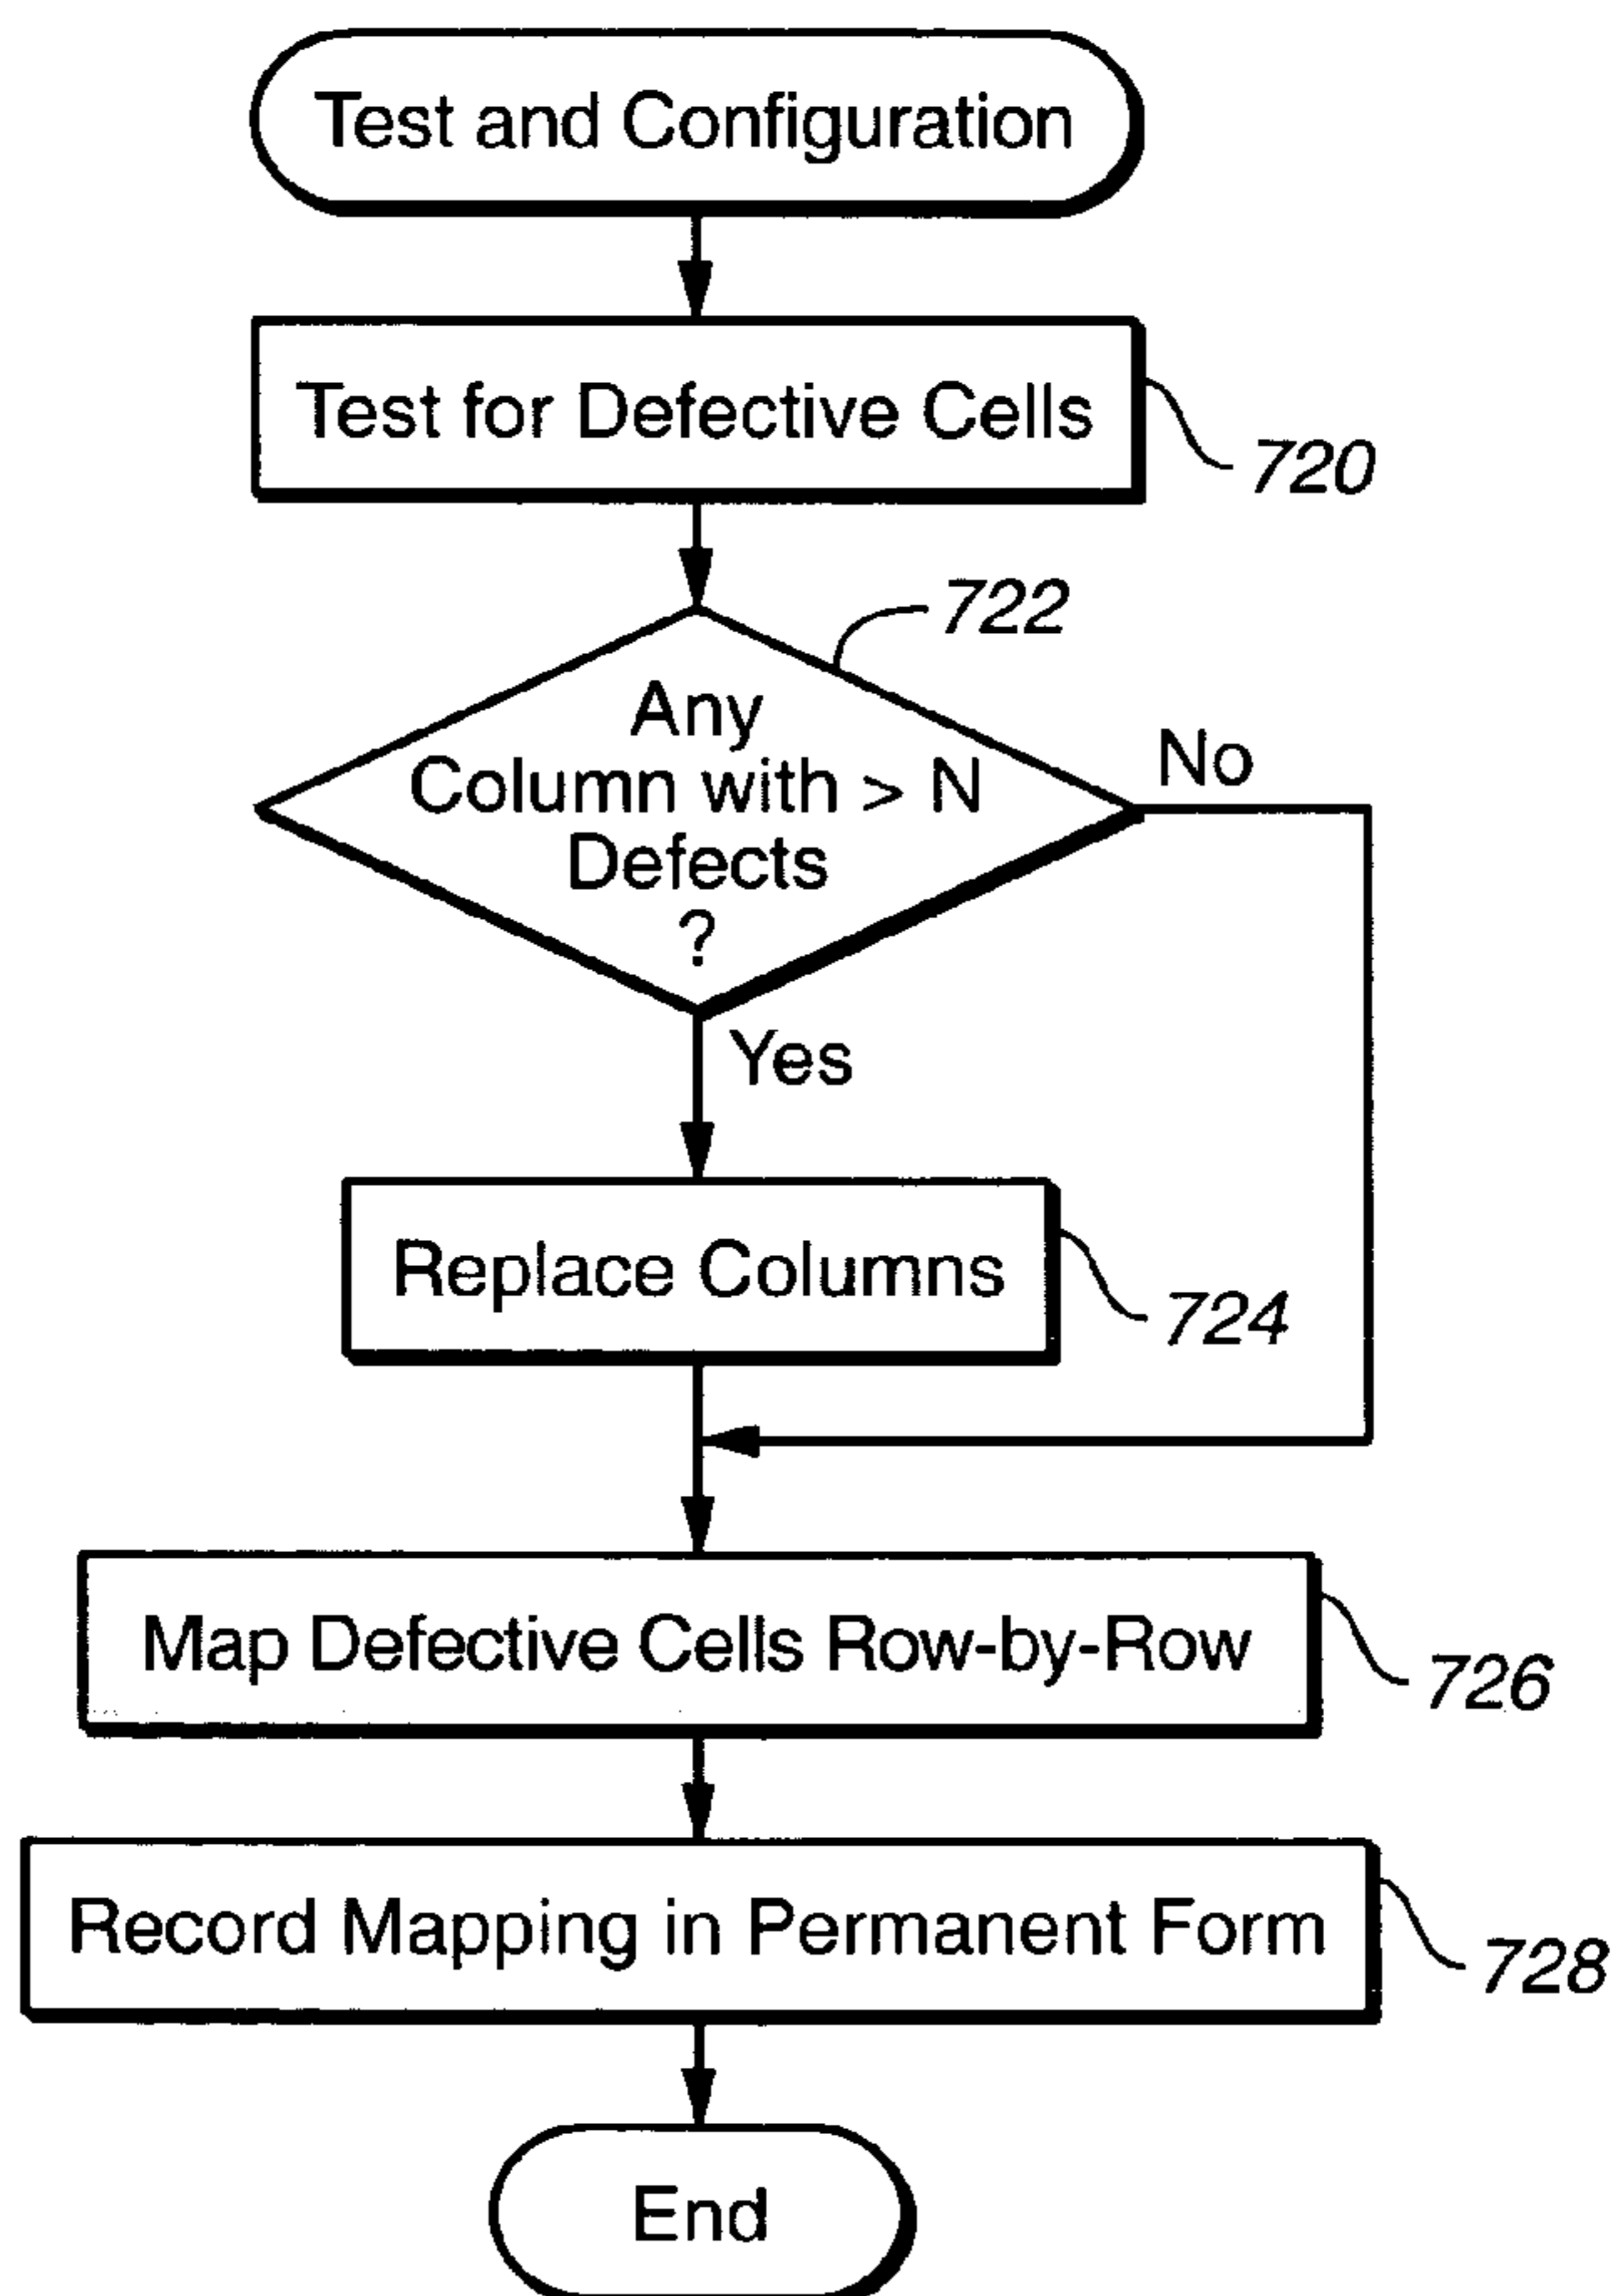 Test and Configuration
Test for Defective Cells
720
722
Any
Column with > N
Defects
?
No
Yes
Replace Columns
724
Map Defective Cells Row-by-Row
726
Record Mapping in Permanent Form
728
End